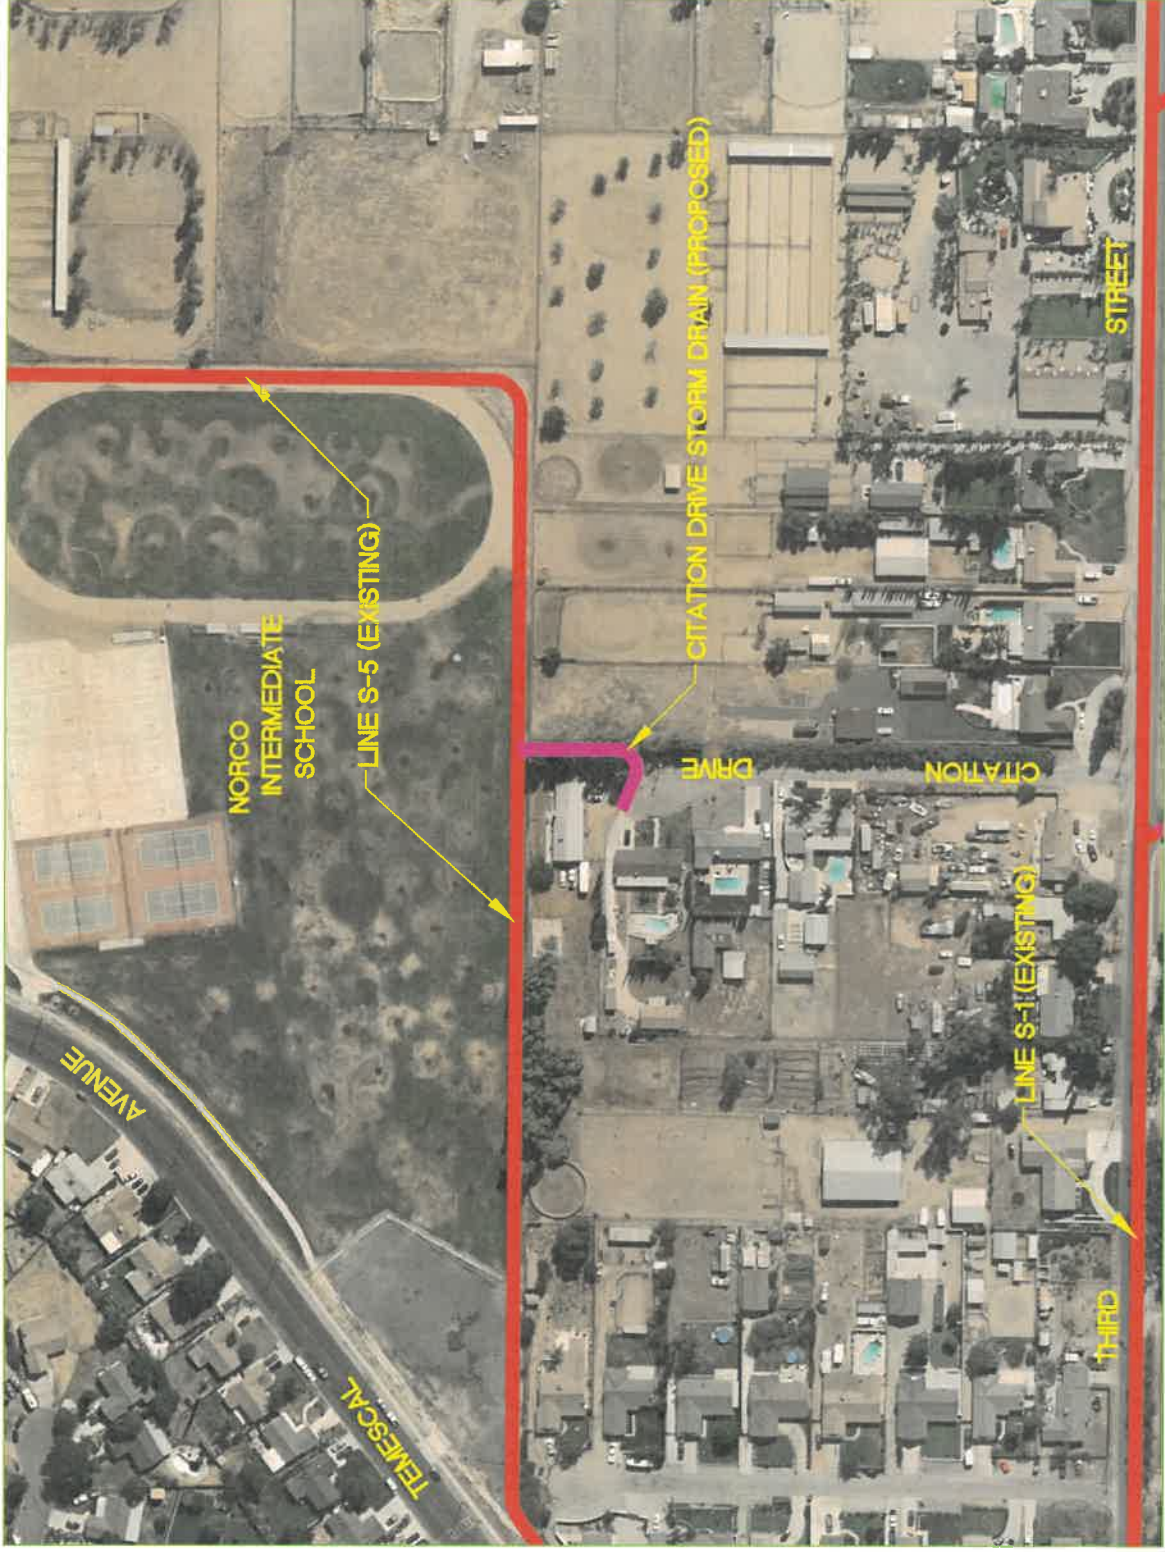 AVENUE
TEMESCAL
NORCO
INTERMEDIATE
SCHOOL
LINE S-5 (EXISTING)
CITATION DRIVE STORM DRAIN (PROPOSED)
CITATION
DRIVE
LINE S-1 (EXISTING)
THIRD
STREET